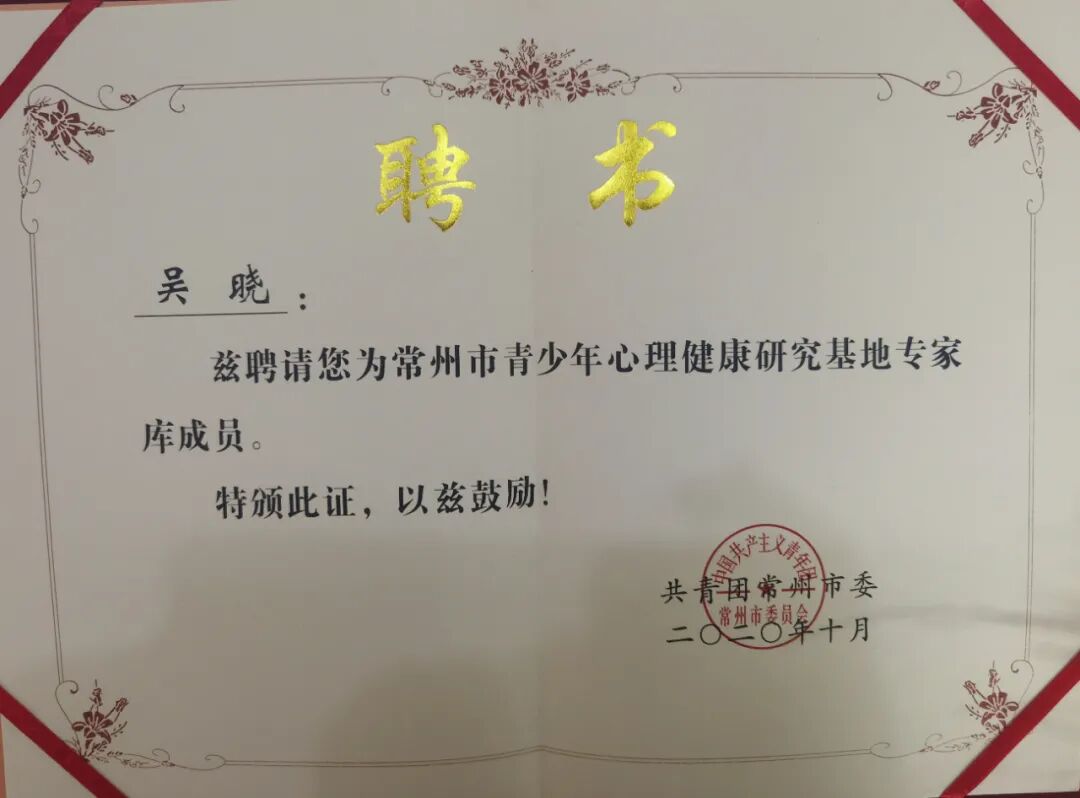 聘 书
吴 晓：
兹聘请您为常州市青少年心理健康研究基地专家
库成员。
特颁此证，以兹鼓励！
中国共产主义青年团
常州市委员会
共青团常州市委
二〇二〇年十月